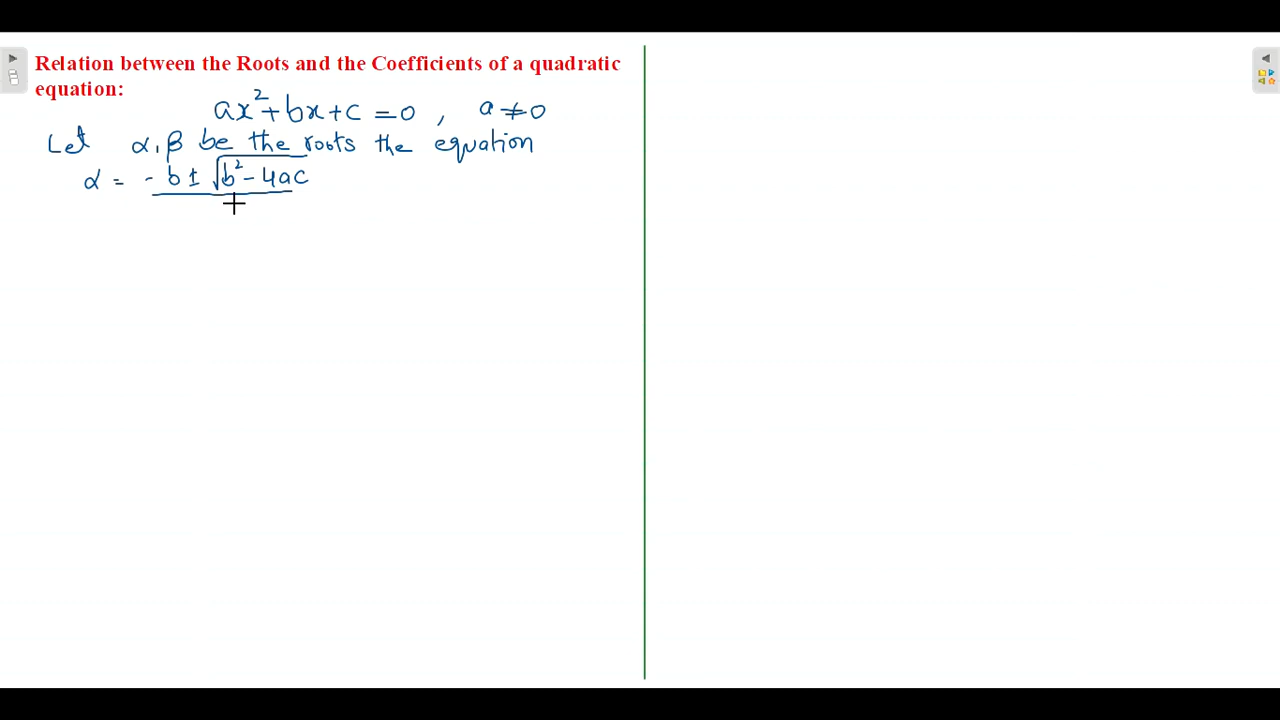 Relation between the Roots and the Coefficients of a quadratic
equation:
ax²+bx+c=0, a≠0
Let α,β be the roots the equation
α = -b±√b²-4ac